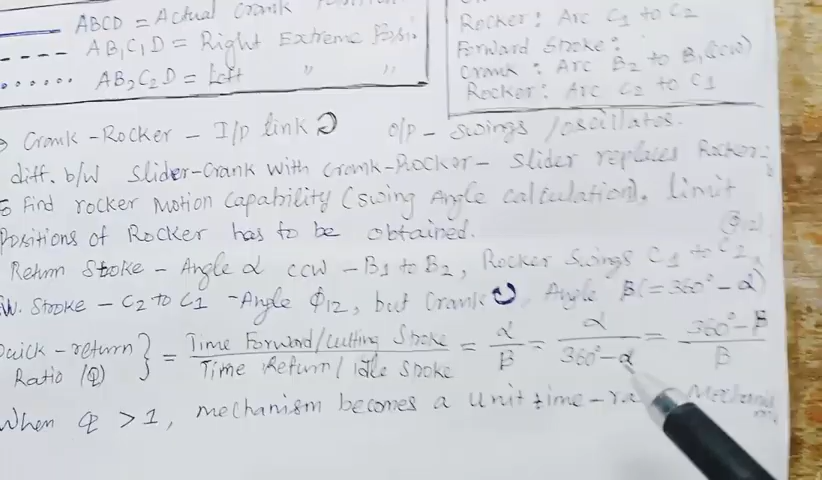 ABCD = Actual Crank
AB₁C₁D = Right Extreme Posi
AB₂C₂D = Left " "
Rocker: Arc C₁ to C₂
Forward Stroke:
Crank: Arc B₂ to B₁ (ccw)
Rocker: Arc C₂ to C₁
Crank-Rocker - I/p link o/p - swings/oscillates.
diff. b/w slider-crank with Crank-Rocker - slider replaces Rocker
Find rocker motion capability (swing Angle calculation), limit
Positions of Rocker has to be obtained.
Return Stroke - Angle α ccw - B₁ to B₂, Rocker Swings C₁ to C₂
W. Stroke - C₂ to C₁ - Angle Φ₁₂, but Crank Angle β (= 360° - α)
Quick-return Ratio (Q) } = Time Forward/Cutting Stroke / Time Return/Idle Stroke = α/β = α/360°-α = 360°-β/β
When Q > 1, mechanism becomes a unit time-ra